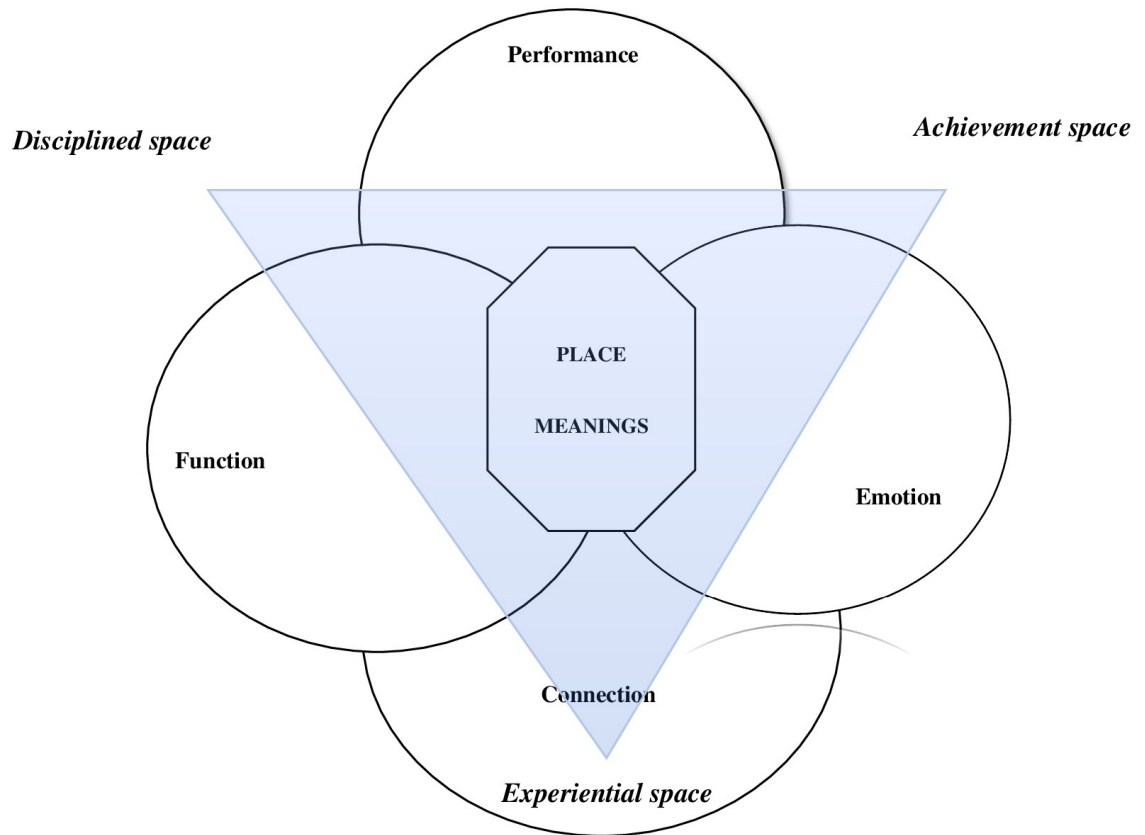 Performance
Disciplined space
Achievement space
PLACE
MEANINGS
Function
Emotion
Connection
Experiential space